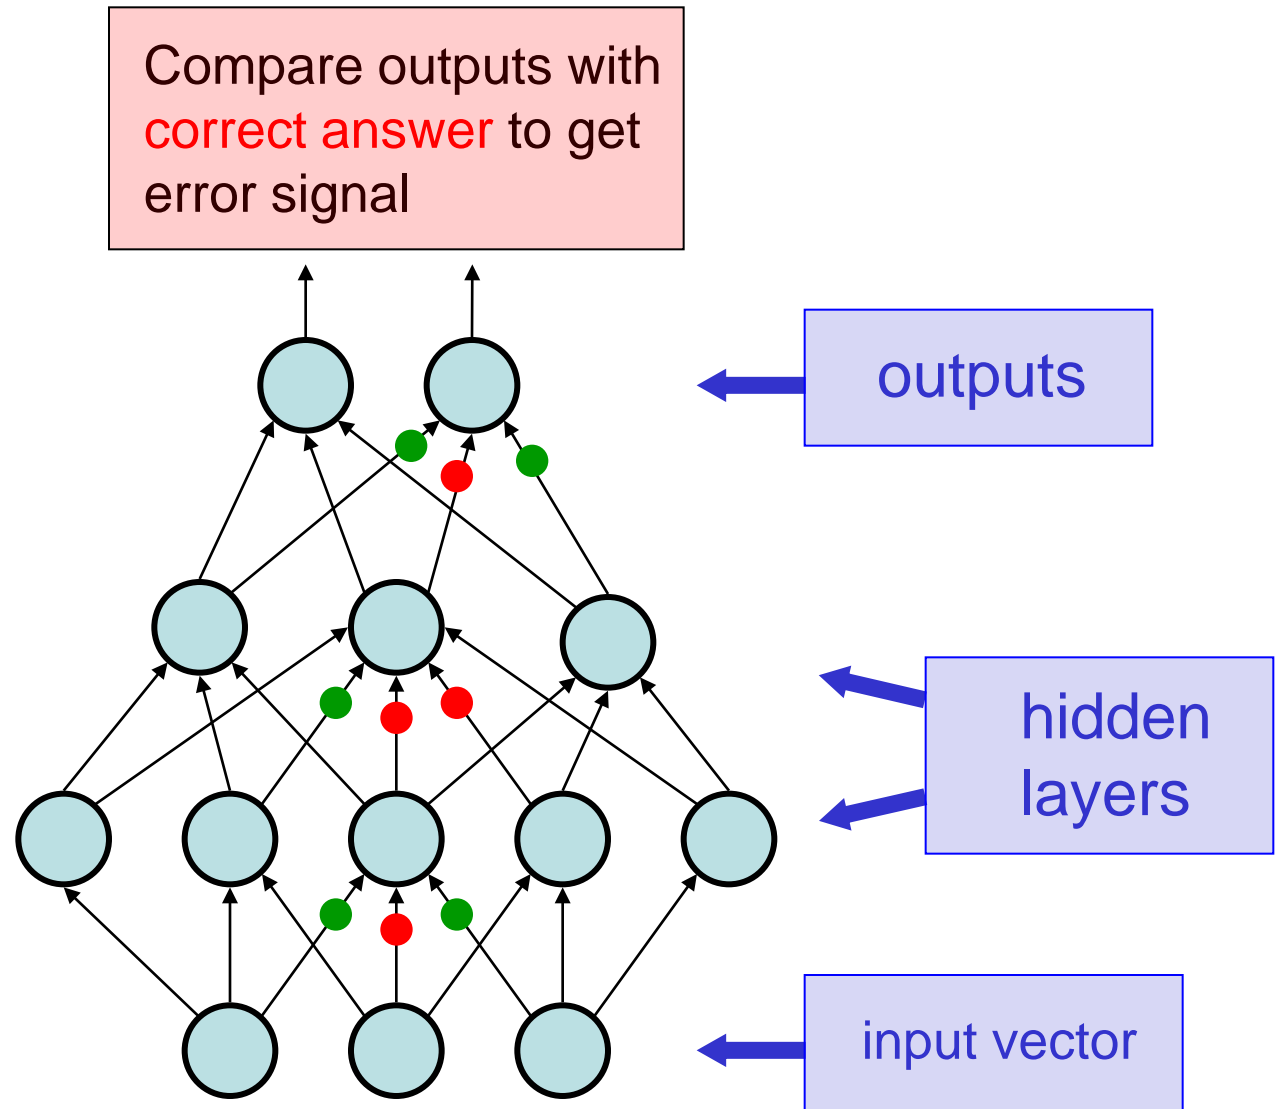 Compare outputs with
correct answer to get
error signal
outputs
hidden
layers
input vector